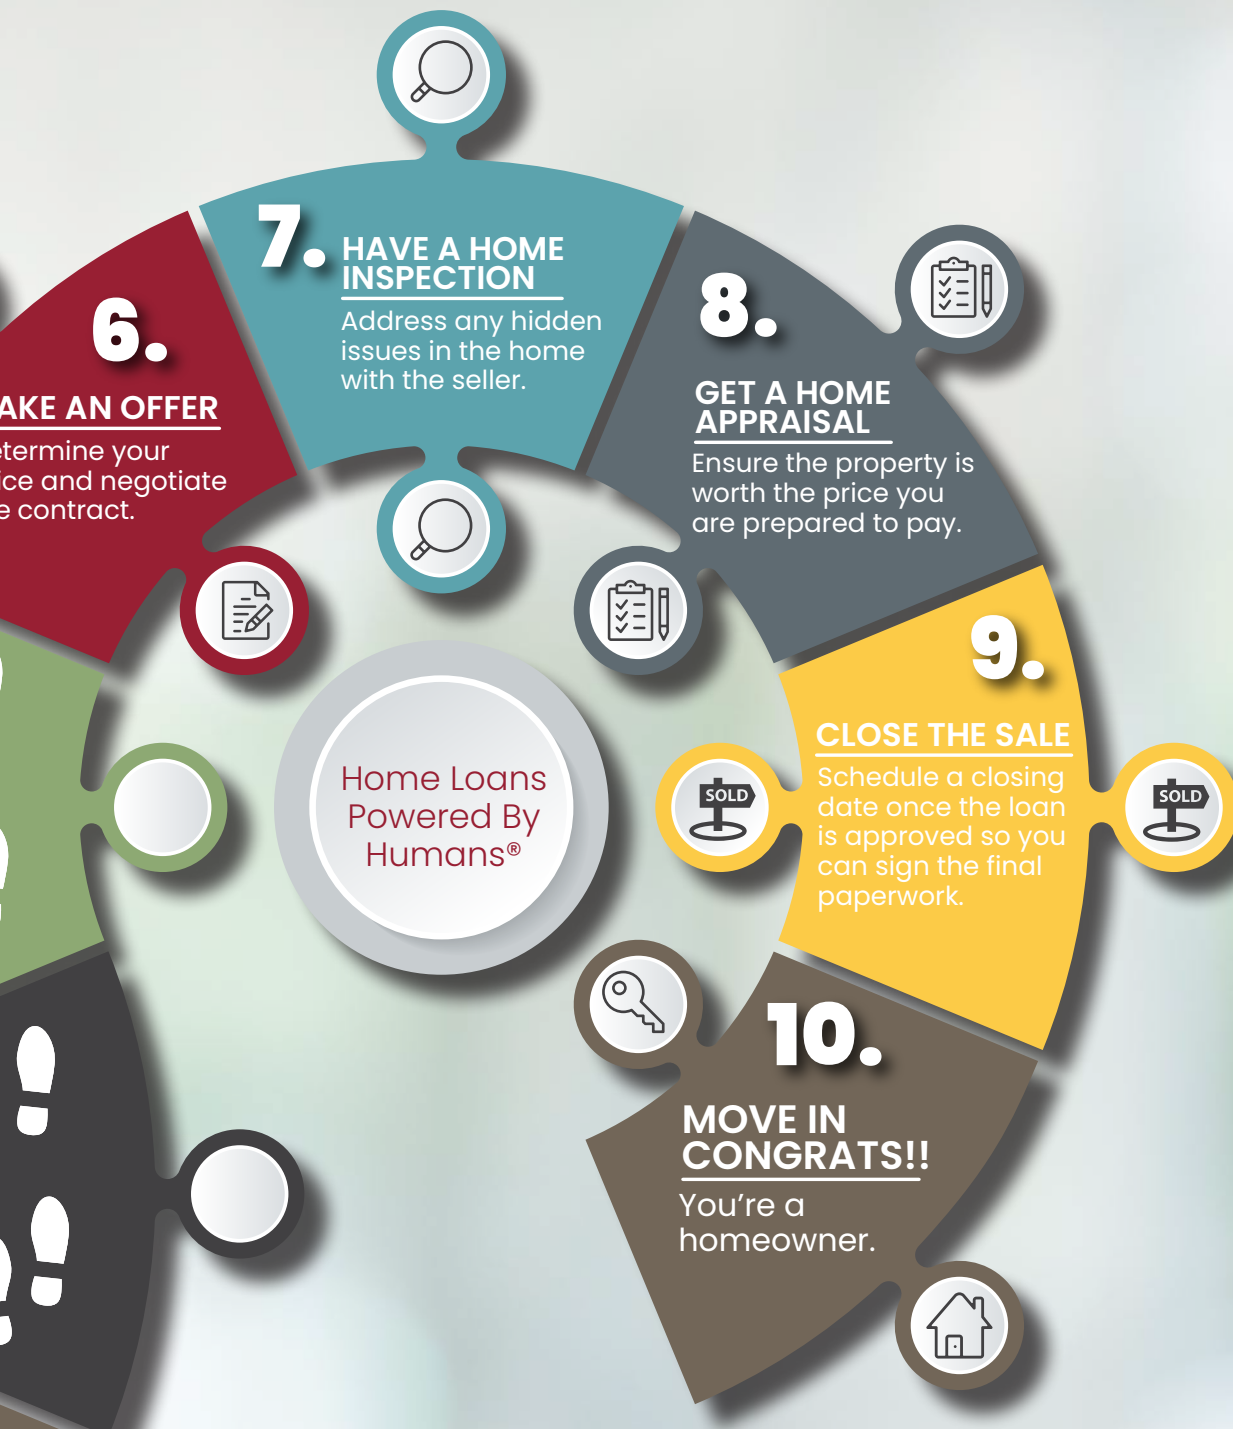 6.
AKE AN OFFER
termine your
ice and negotiate
e contract.
7.
HAVE A HOME
INSPECTION
Address any hidden
issues in the home
with the seller.
8.
GET A HOME
APPRAISAL
Ensure the property is
worth the price you
are prepared to pay.
9.
CLOSE THE SALE
Schedule a closing
date once the loan
is approved so you
can sign the final
paperwork.
SOLD
SOLD
10.
MOVE IN
CONGRATS!!
You’re a
homeowner.
Home Loans
Powered By
Humans®